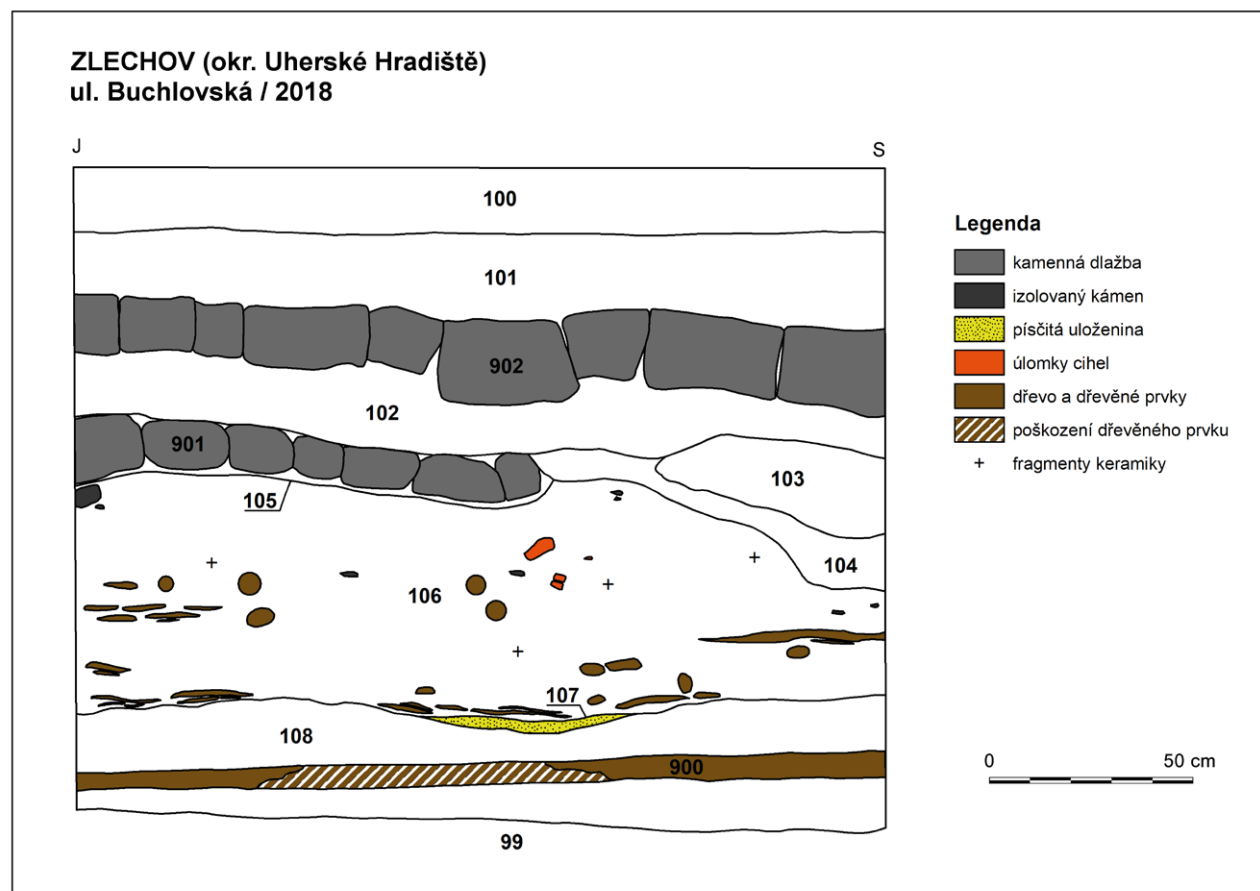 ZLECHOV (okr. Uherské Hradiště)
ul. Buchlovská / 2018
J
S
100
101
902
102
901
103
105
104
106
107
108
900
99
Legenda
kamenná dlažba
izolovaný kámen
písčitá uloženina
úlomky cihel
dřevo a dřevěné prvky
poškození dřevěného prvku
+ fragmenty keramiky
0 50 cm